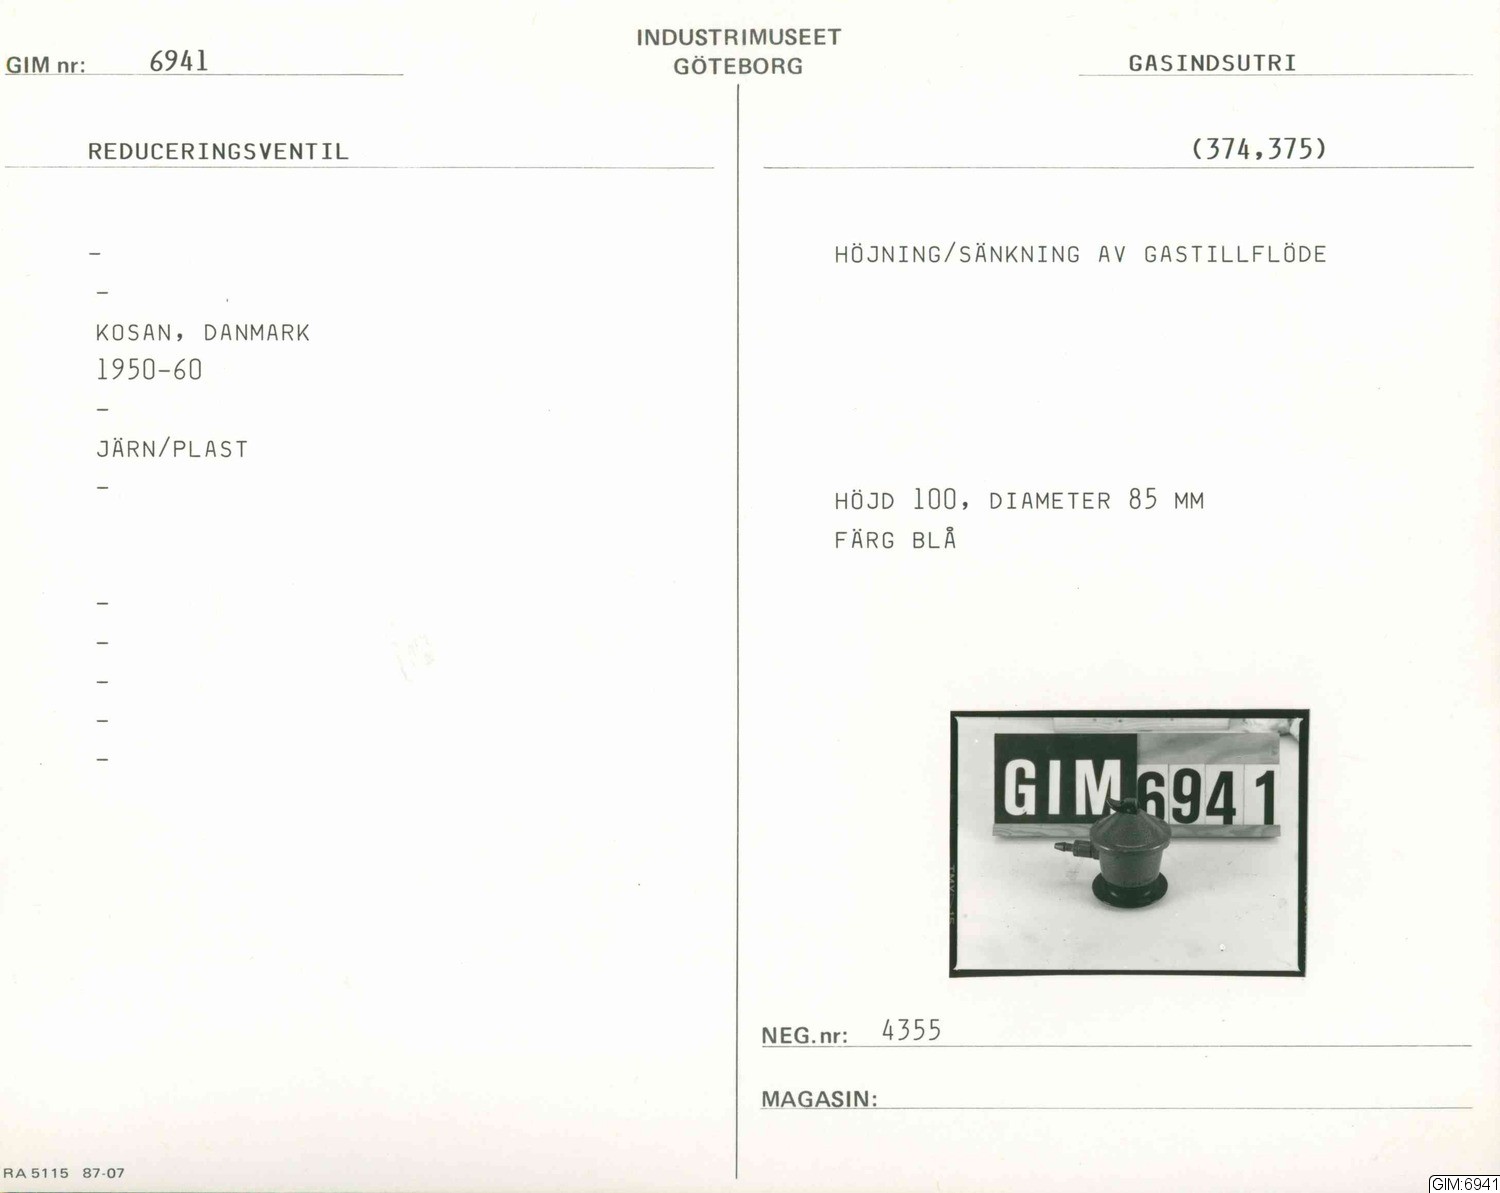 INDUSTRIMUSEET
GÖTEBORG
GIM nr: 6941
GASINDSUTRI
REDUCERINGSVENTIL
(374,375)
-
-
KOSAN, DANMARK
1950-60
-
JÄRN/PLAST
-
-
-
-
-
-
HÖJNING/SÄNKNING AV GASTILLFLÖDE
HÖJD 100, DIAMETER 85 MM
FÄRG BLÅ
GIM 6941
NEG.nr: 4355
MAGASIN:
RA 5115 87-07
GIM:6941